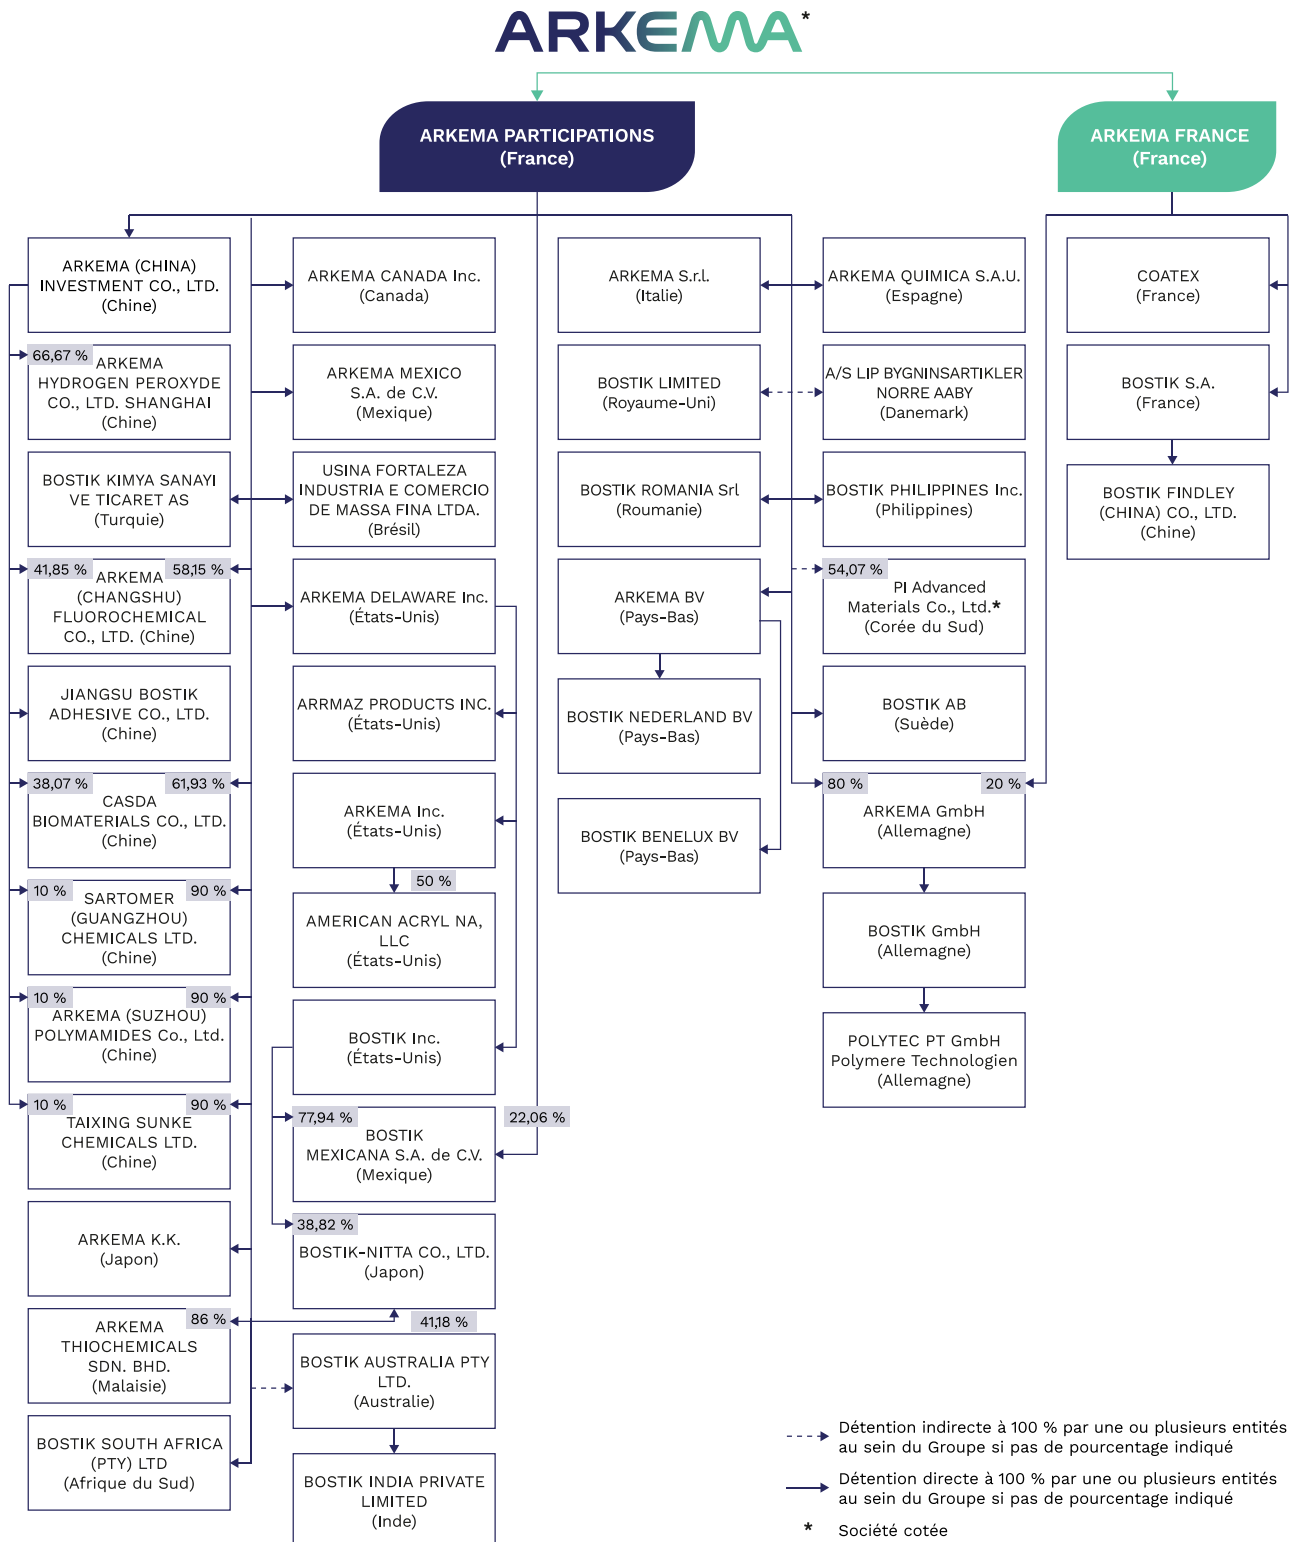 ARKEMA*
ARKEMA PARTICIPATIONS
(France)
ARKEMA FRANCE
(France)
ARKEMA (CHINA)
INVESTMENT CO., LTD.
(Chine)
66,67 %
ARKEMA
HYDROGEN PEROXYDE
CO., LTD. SHANGHAI
(Chine)
BOSTIK KIMYA SANAYI
VE TICARET AS
(Turquie)
41,85 %
58,15 %
ARKEMA
(CHANGSHU)
FLUOROCHEMICAL
CO., LTD. (Chine)
JIANGSU BOSTIK
ADHESIVE CO., LTD.
(Chine)
38,07 %
61,93 %
CASDA
BIOMATERIALS CO., LTD.
(Chine)
10 %
90 %
SARTOMER
(GUANGZHOU)
CHEMICALS LTD.
(Chine)
10 %
90 %
ARKEMA (SUZHOU)
POLYMAMIDES Co., Ltd.
(Chine)
10 %
90 %
TAIXING SUNKE
CHEMICALS LTD.
(Chine)
ARKEMA K.K.
(Japon)
86 %
ARKEMA
THIOCHEMICALS
SDN. BHD.
(Malaisie)
BOSTIK SOUTH AFRICA
(PTY) LTD
(Afrique du Sud)
ARKEMA CANADA Inc.
(Canada)
ARKEMA MEXICO
S.A. de C.V.
(Mexique)
USINA FORTALEZA
INDUSTRIA E COMERCIO
DE MASSA FINA LTDA.
(Brésil)
ARKEMA DELAWARE Inc.
(États-Unis)
ARRMAZ PRODUCTS INC.
(États-Unis)
ARKEMA Inc.
(États-Unis)
50 %
AMERICAN ACRYL NA,
LLC
(États-Unis)
BOSTIK Inc.
(États-Unis)
77,94 %
22,06 %
BOSTIK
MEXICANA S.A. de C.V.
(Mexique)
38,82 %
BOSTIK-NITTA CO., LTD.
(Japon)
41,18 %
BOSTIK AUSTRALIA PTY
LTD.
(Australie)
BOSTIK INDIA PRIVATE
LIMITED
(Inde)
ARKEMA S.r.l.
(Italie)
BOSTIK LIMITED
(Royaume-Uni)
BOSTIK ROMANIA Srl
(Roumanie)
ARKEMA BV
(Pays-Bas)
BOSTIK NEDERLAND BV
(Pays-Bas)
BOSTIK BENELUX BV
(Pays-Bas)
ARKEMA QUIMICA S.A.U.
(Espagne)
A/S LIP BYGNINSARTIKLER
NORRE AABY
(Danemark)
BOSTIK PHILIPPINES Inc.
(Philippines)
54,07 %
PI Advanced
Materials Co., Ltd.*
(Corée du Sud)
BOSTIK AB
(Suède)
80 %
20 %
ARKEMA GmbH
(Allemagne)
BOSTIK GmbH
(Allemagne)
POLYTEC PT GmbH
Polymere Technologien
(Allemagne)
COATEX
(France)
BOSTIK S.A.
(France)
BOSTIK FINDLEY
(CHINA) CO., LTD.
(Chine)
Détention indirecte à 100 % par une ou plusieurs entités
au sein du Groupe si pas de pourcentage indiqué
Détention directe à 100 % par une ou plusieurs entités
au sein du Groupe si pas de pourcentage indiqué
* Société cotée